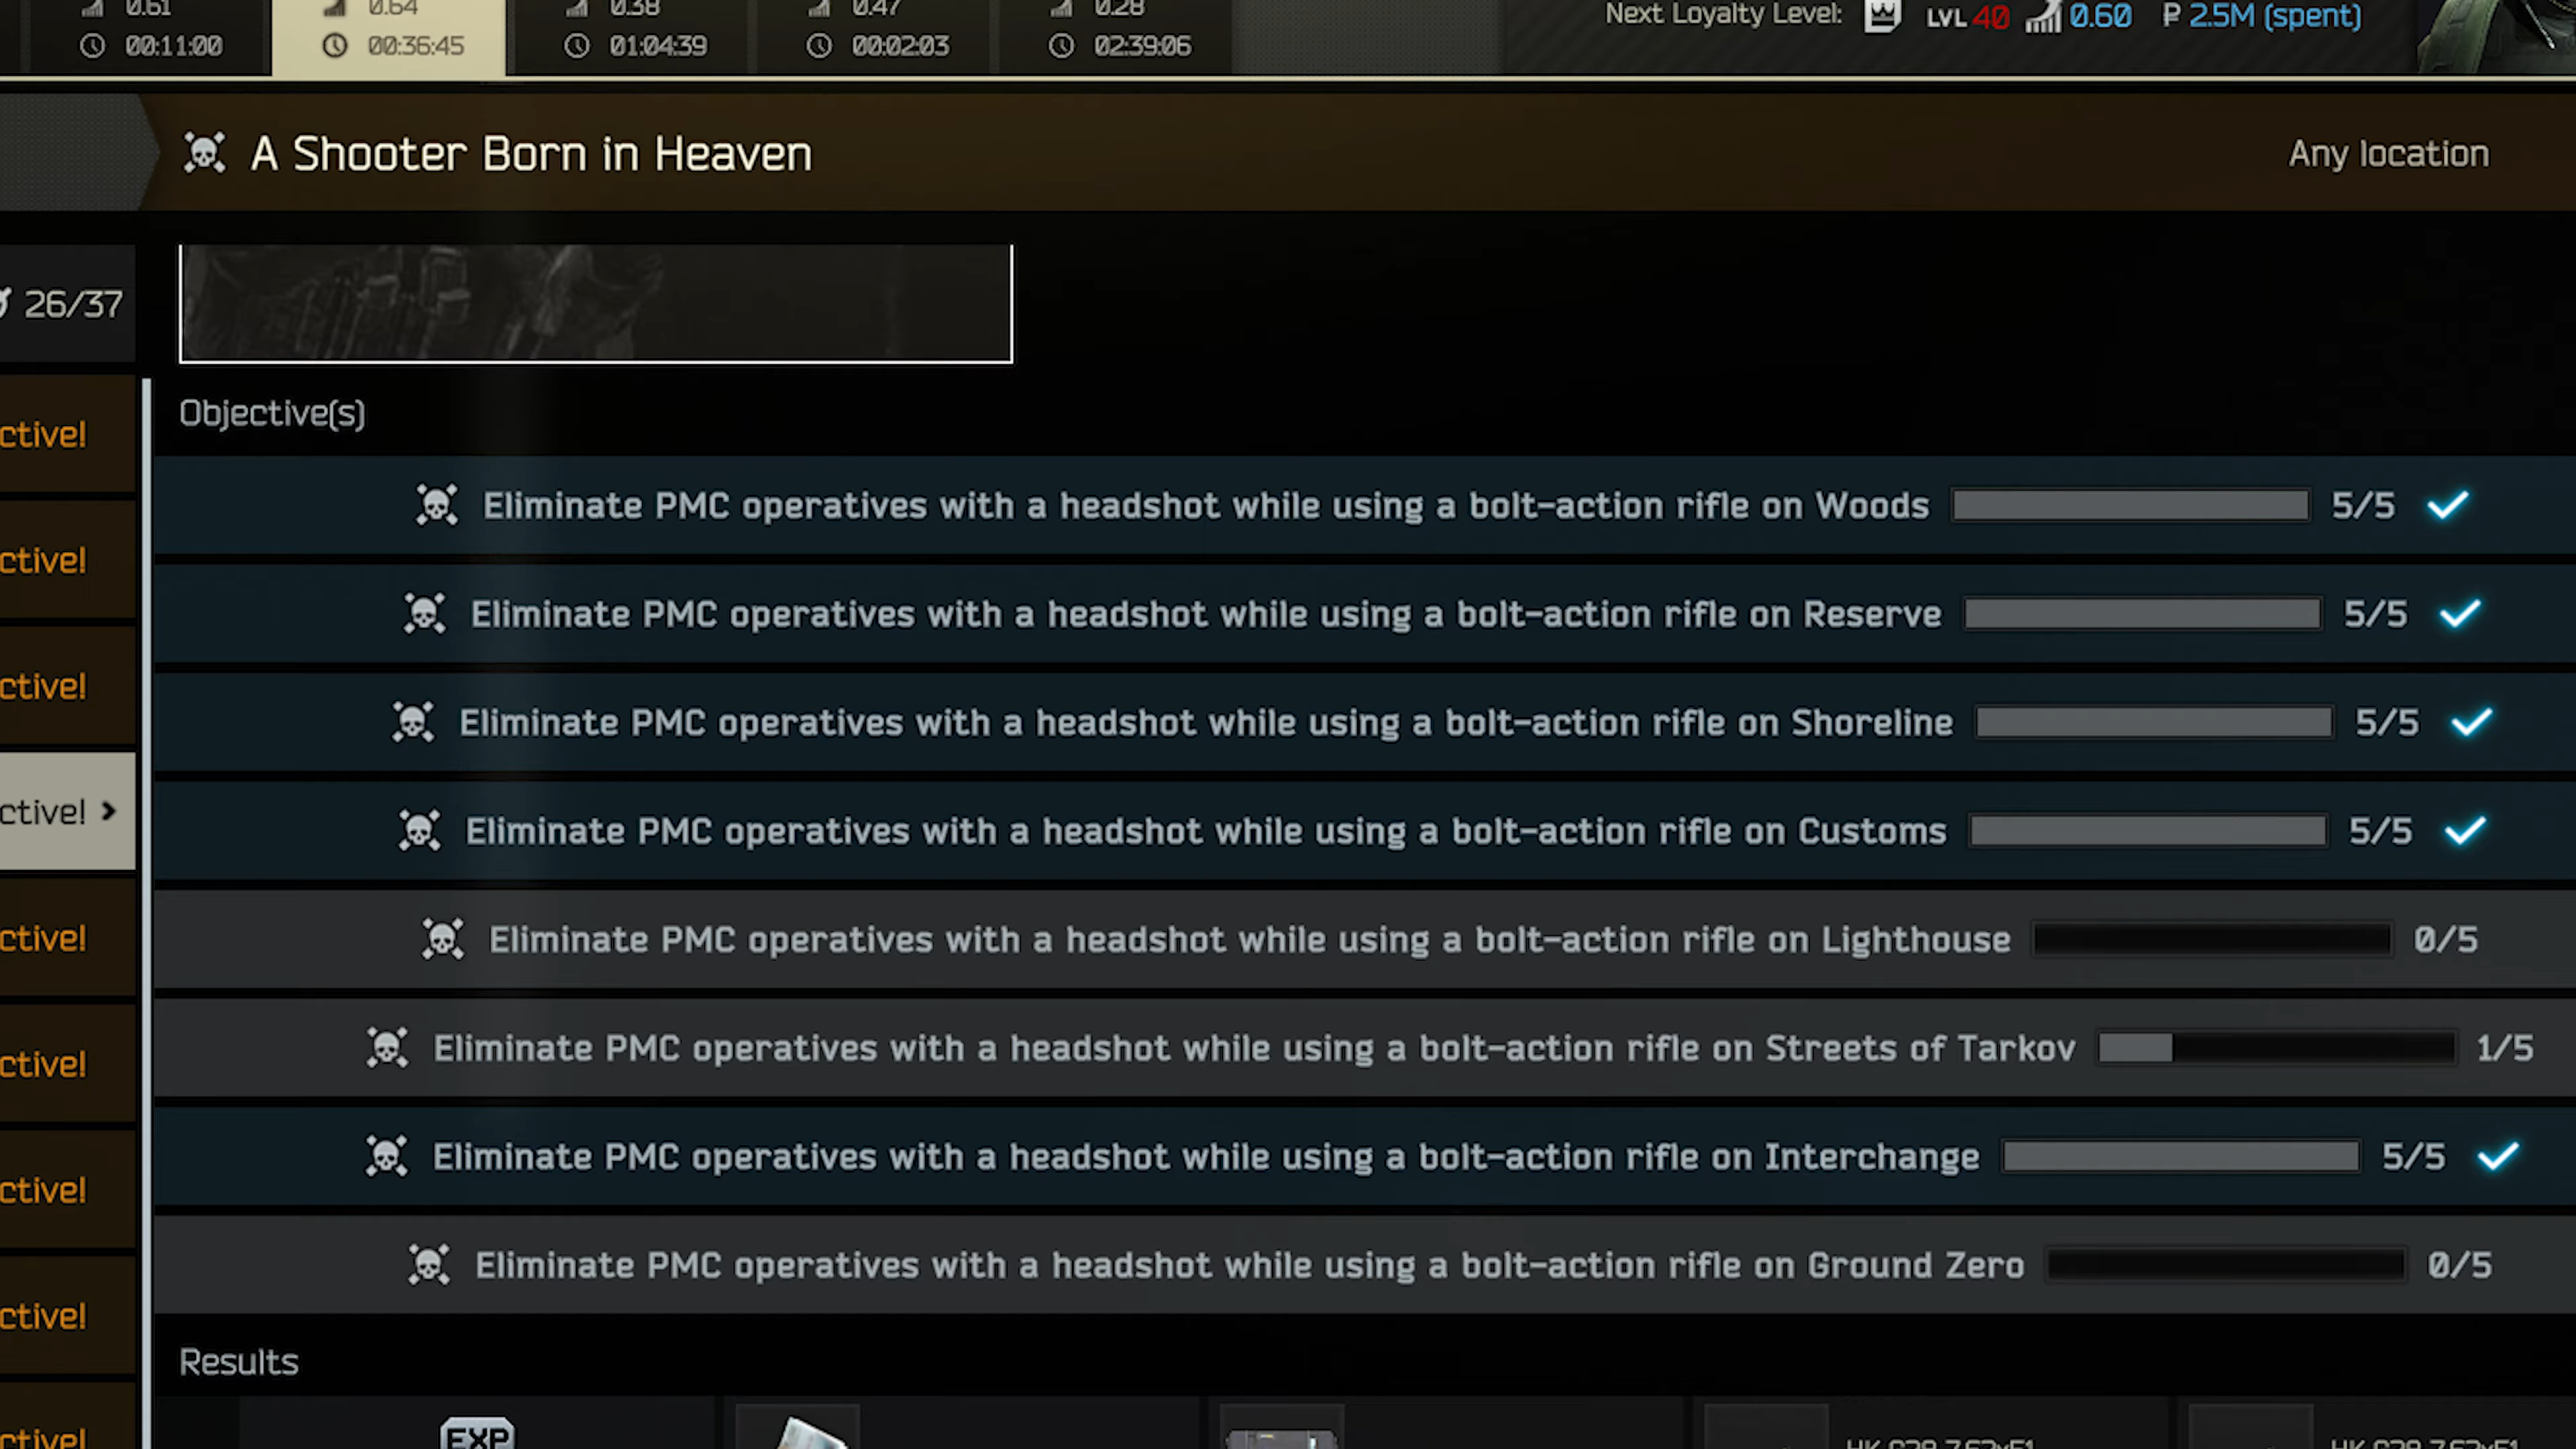 0.61 0.64 0.38 0.47 0.28
00:11:00 00:36:45 01:04:39 00:02:03 02:39:06
Next Loyalty Level: LVL 40 0.60 ₽ 2.5M (spent)
A Shooter Born in Heaven
Any location
26/37
Objective(s)
ctive!
Eliminate PMC operatives with a headshot while using a bolt-action rifle on Woods 5/5
ctive!
Eliminate PMC operatives with a headshot while using a bolt-action rifle on Reserve 5/5
ctive!
Eliminate PMC operatives with a headshot while using a bolt-action rifle on Shoreline 5/5
ctive! >
Eliminate PMC operatives with a headshot while using a bolt-action rifle on Customs 5/5
ctive!
Eliminate PMC operatives with a headshot while using a bolt-action rifle on Lighthouse 0/5
ctive!
Eliminate PMC operatives with a headshot while using a bolt-action rifle on Streets of Tarkov 1/5
ctive!
Eliminate PMC operatives with a headshot while using a bolt-action rifle on Interchange 5/5
Eliminate PMC operatives with a headshot while using a bolt-action rifle on Ground Zero 0/5
ctive!
Results
ctive!
EXP